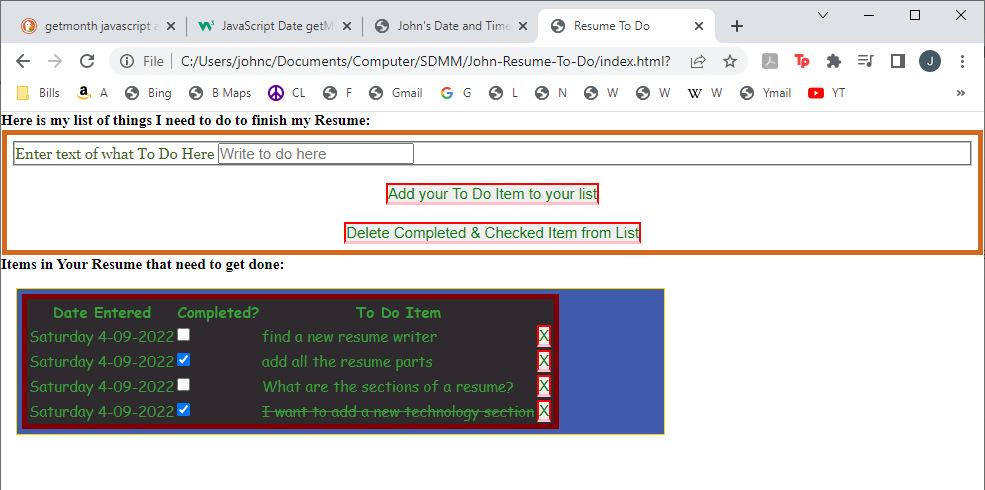 getmonth javascript a
JavaScript Date getM
John's Date and Time
Resume To Do
File C:/Users/johnc/Documents/Computer/SDMM/John-Resume-To-Do/index.html?
J
Bills a A Bing B Maps CL F Gmail G G L N W W W W Ymail YT »
Here is my list of things I need to do to finish my Resume:
Enter text of what To Do Here Write to do here
Add your To Do Item to your list
Delete Completed & Checked Item from List
Items in Your Resume that need to get done:
Date Entered Completed? To Do Item
Saturday 4-09-2022 find a new resume writer X
Saturday 4-09-2022 add all the resume parts X
Saturday 4-09-2022 What are the sections of a resume? X
Saturday 4-09-2022 I want to add a new technology section X